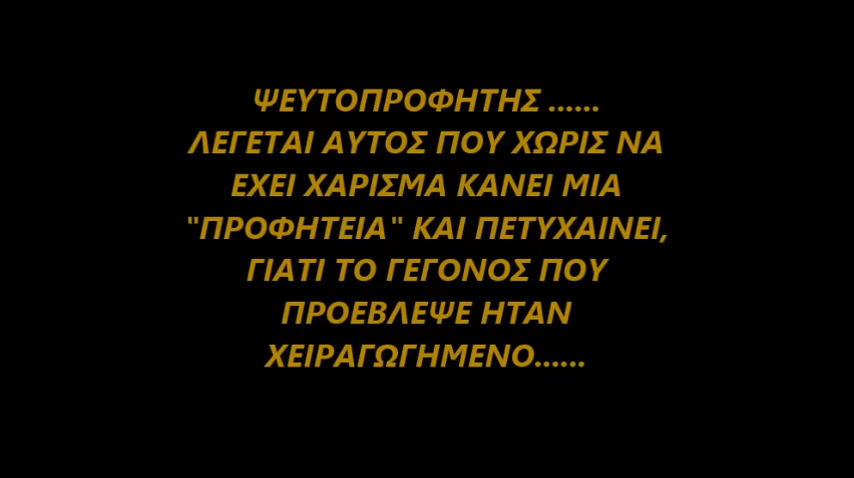 ΨΕΥΤΟΠΡΟΦΗΤΗΣ ......
ΛΕΓΕΤΑΙ ΑΥΤΟΣ ΠΟΥ ΧΩΡΙΣ ΝΑ
ΕΧΕΙ ΧΑΡΙΣΜΑ ΚΑΝΕΙ ΜΙΑ
"ΠΡΟΦΗΤΕΙΑ" ΚΑΙ ΠΕΤΥΧΑΙΝΕΙ,
ΓΙΑΤΙ ΤΟ ΓΕΓΟΝΟΣ ΠΟΥ
ΠΡΟΕΒΛΕΨΕ ΗΤΑΝ
ΧΕΙΡΑΓΩΓΗΜΕΝΟ......